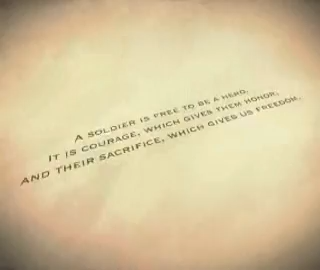 A SOLDIER IS FREE TO BE A HERO,
IT IS COURAGE, WHICH GIVES THEM HONOR,
AND THEIR SACRIFICE, WHICH GIVES US FREEDOM.